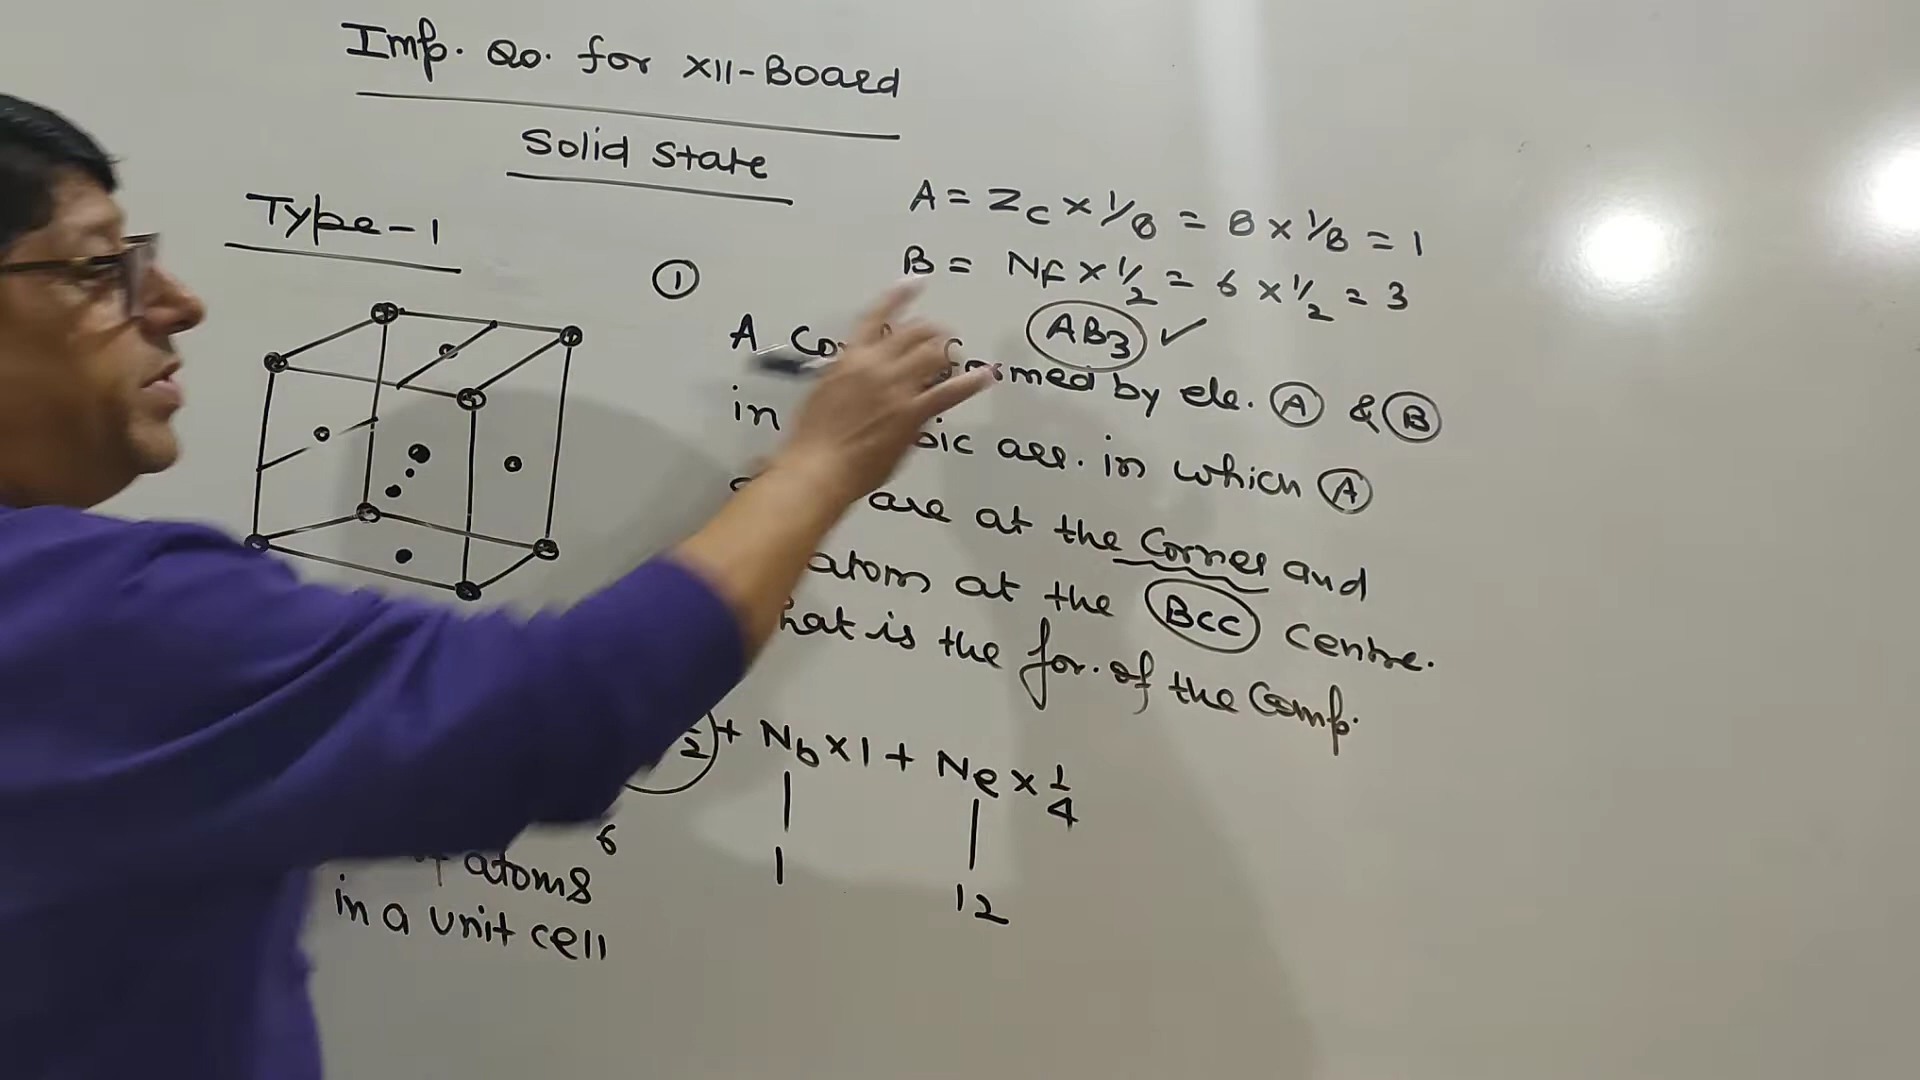 Imp. Qo. for XII-Board
Solid State
Type-1
A = Zc × 1/8 = 8 × 1/8 = 1
B = Nf × 1/2 = 6 × 1/2 = 3
①
AB3 ✓
A formed by ele. A & B
in arr. in which A
are at the Corner and
atom at the Bcc centre.
is the for. of the Comp.
+ Nb × 1 + Ne × 1/4
6
1
12
atoms
in a unit cell